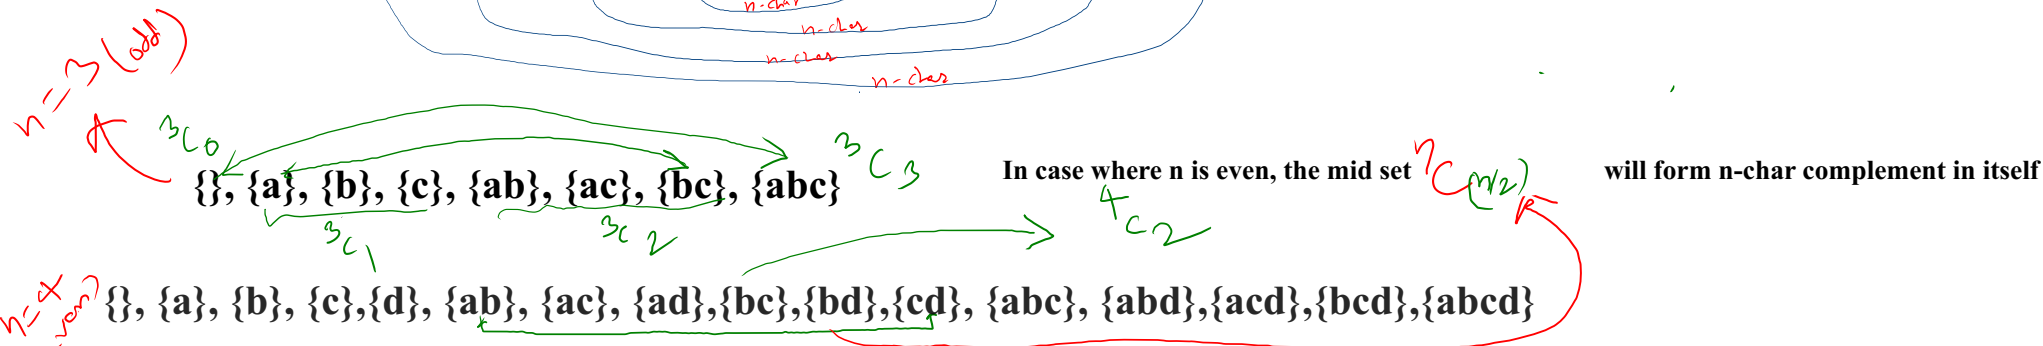 n-char
n-char
n-char
n-char
n=3 (odd)
3C0
3C3
{}, {a}, {b}, {c}, {ab}, {ac}, {bc}, {abc}
In case where n is even, the mid set nC(n/2) will form n-char complement in itself
3C1
3C2
4C2
n=4
{}, {a}, {b}, {c},{d}, {ab}, {ac}, {ad},{bc},{bd},{cd}, {abc}, {abd},{acd},{bcd},{abcd}